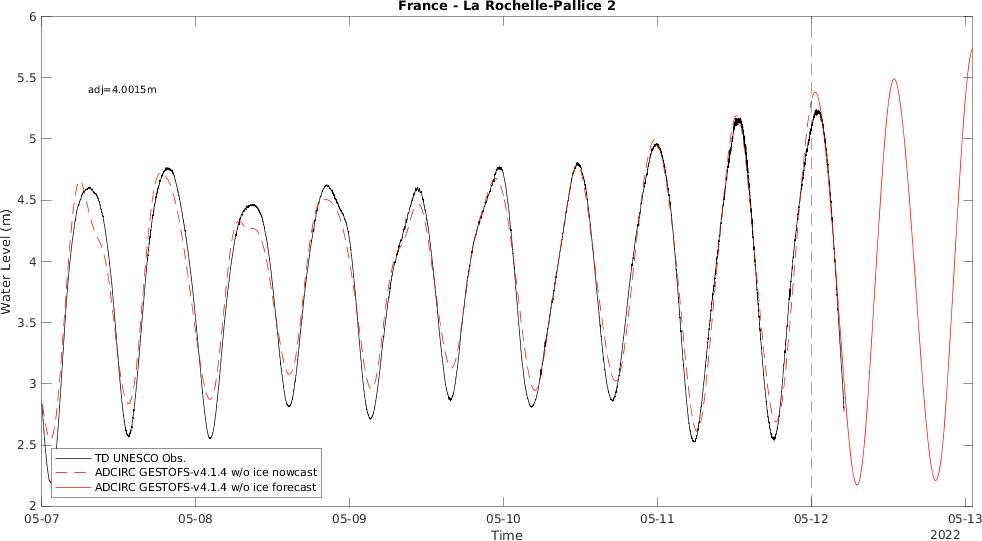 France - La Rochelle-Pallice 2
6
5.5
5
4.5
4
3.5
3
2.5
2
Water Level (m)
adj=4.0015m
TD UNESCO Obs.
ADCIRC GESTOFS-v4.1.4 w/o ice nowcast
ADCIRC GESTOFS-v4.1.4 w/o ice forecast
05-07 05-08 05-09 05-10 05-11 05-12 05-13
Time
2022